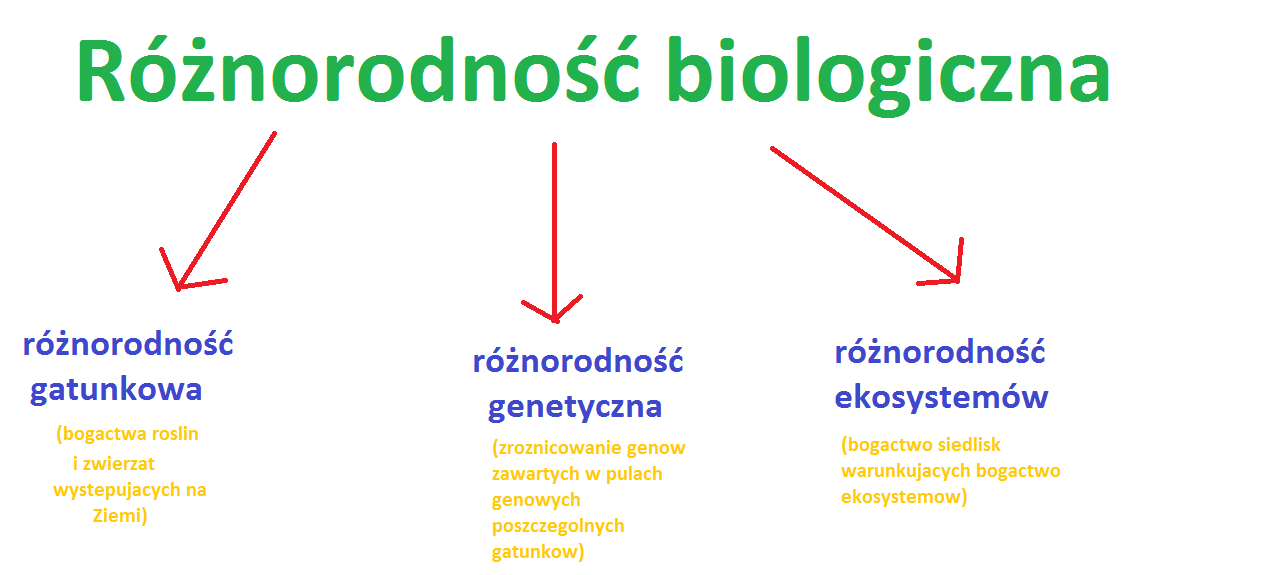 Różnorodność biologiczna
różnorodność
gatunkowa
(bogactwa roslin
i zwierzat
wystepujacych na
Ziemi)
różnorodność
genetyczna
(zroznicowanie genow
zawartych w pulach
genowych
poszczegolnych
gatunkow)
różnorodność
ekosystemów
(bogactwo siedlisk
warunkujacych bogactwo
ekosystemow)